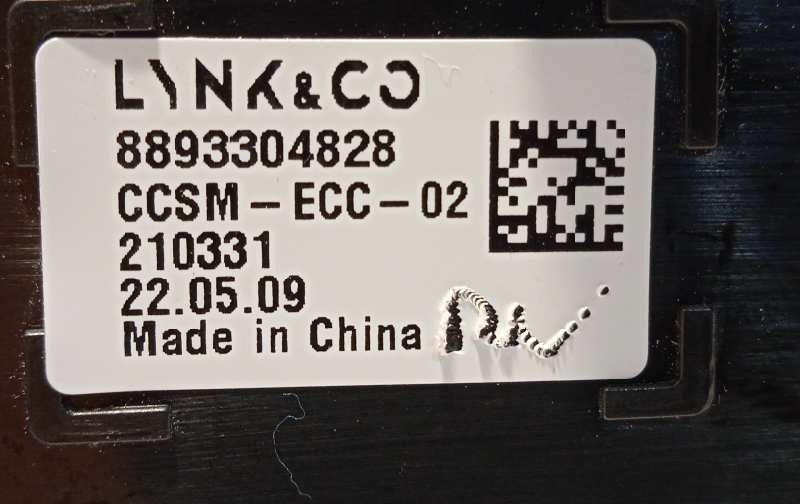 LYNK&CO
8893304828
CCSM-ECC-02
210331
22.05.09
Made in China